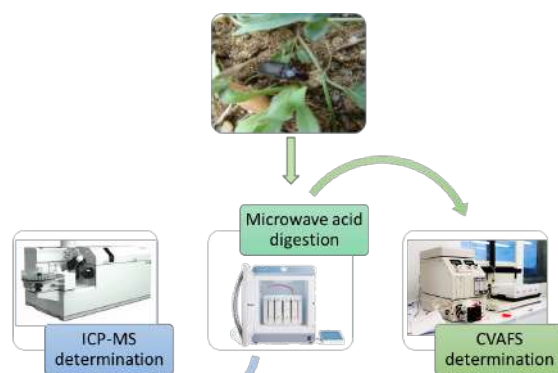 Microwave acid
digestion
ICP-MS
determination
CVAFS
determination